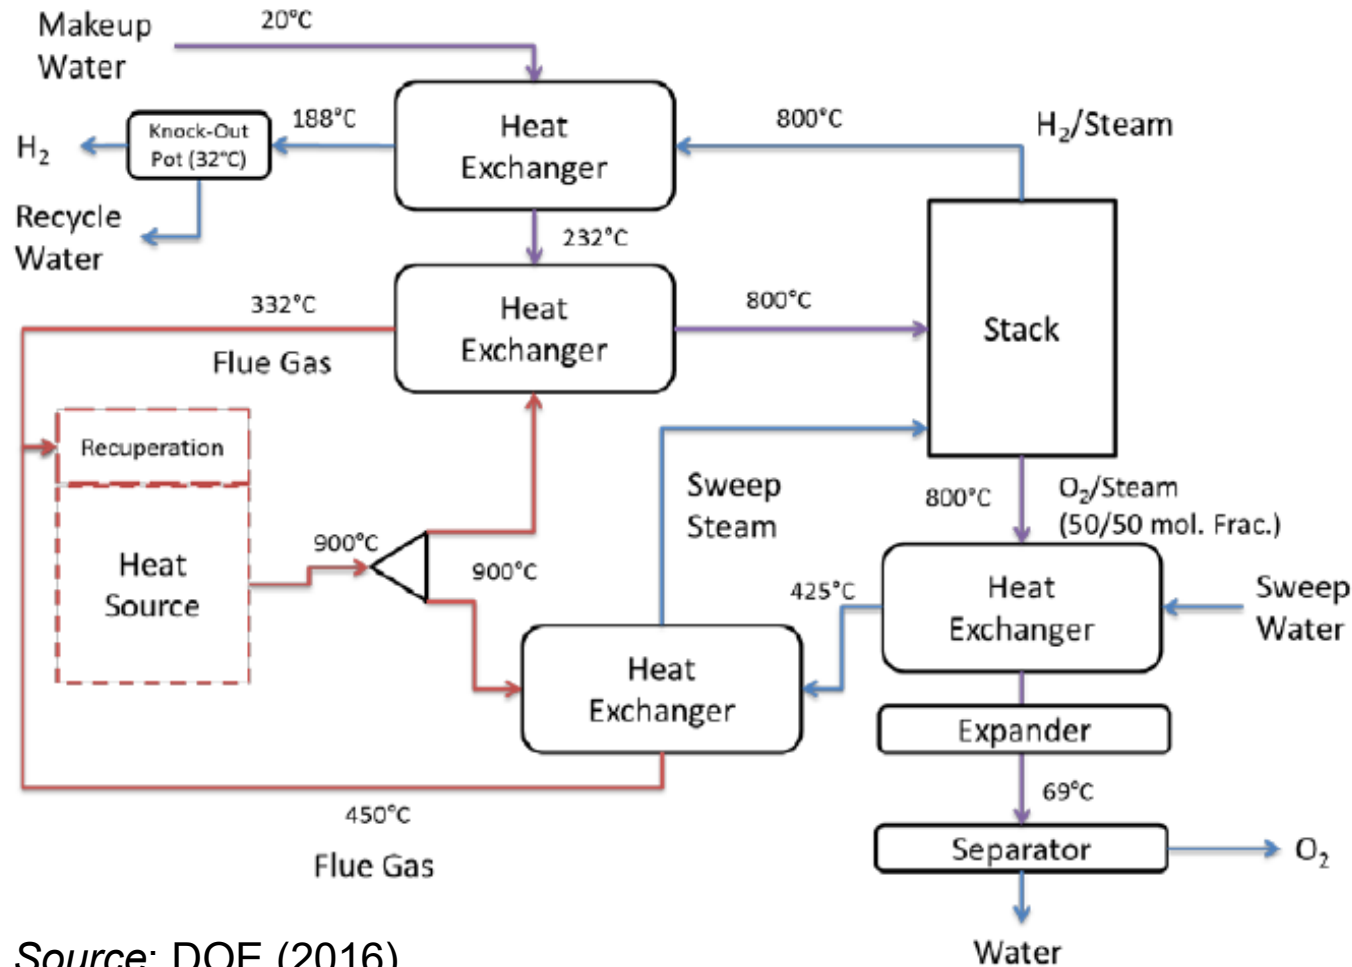 Makeup
Water
20°C
Heat
Exchanger
800°C
H₂/Steam
188°C
Knock-Out
Pot (32°C)
H₂
Recycle
Water
232°C
Heat
Exchanger
332°C
Flue Gas
800°C
Stack
Recuperation
Heat
Source
900°C
900°C
Sweep
Steam
800°C
O₂/Steam
(50/50 mol. Frac.)
Heat
Exchanger
425°C
Sweep
Water
Heat
Exchanger
Expander
69°C
450°C
Flue Gas
Separator
O₂
Water
Source: DOE (2016)